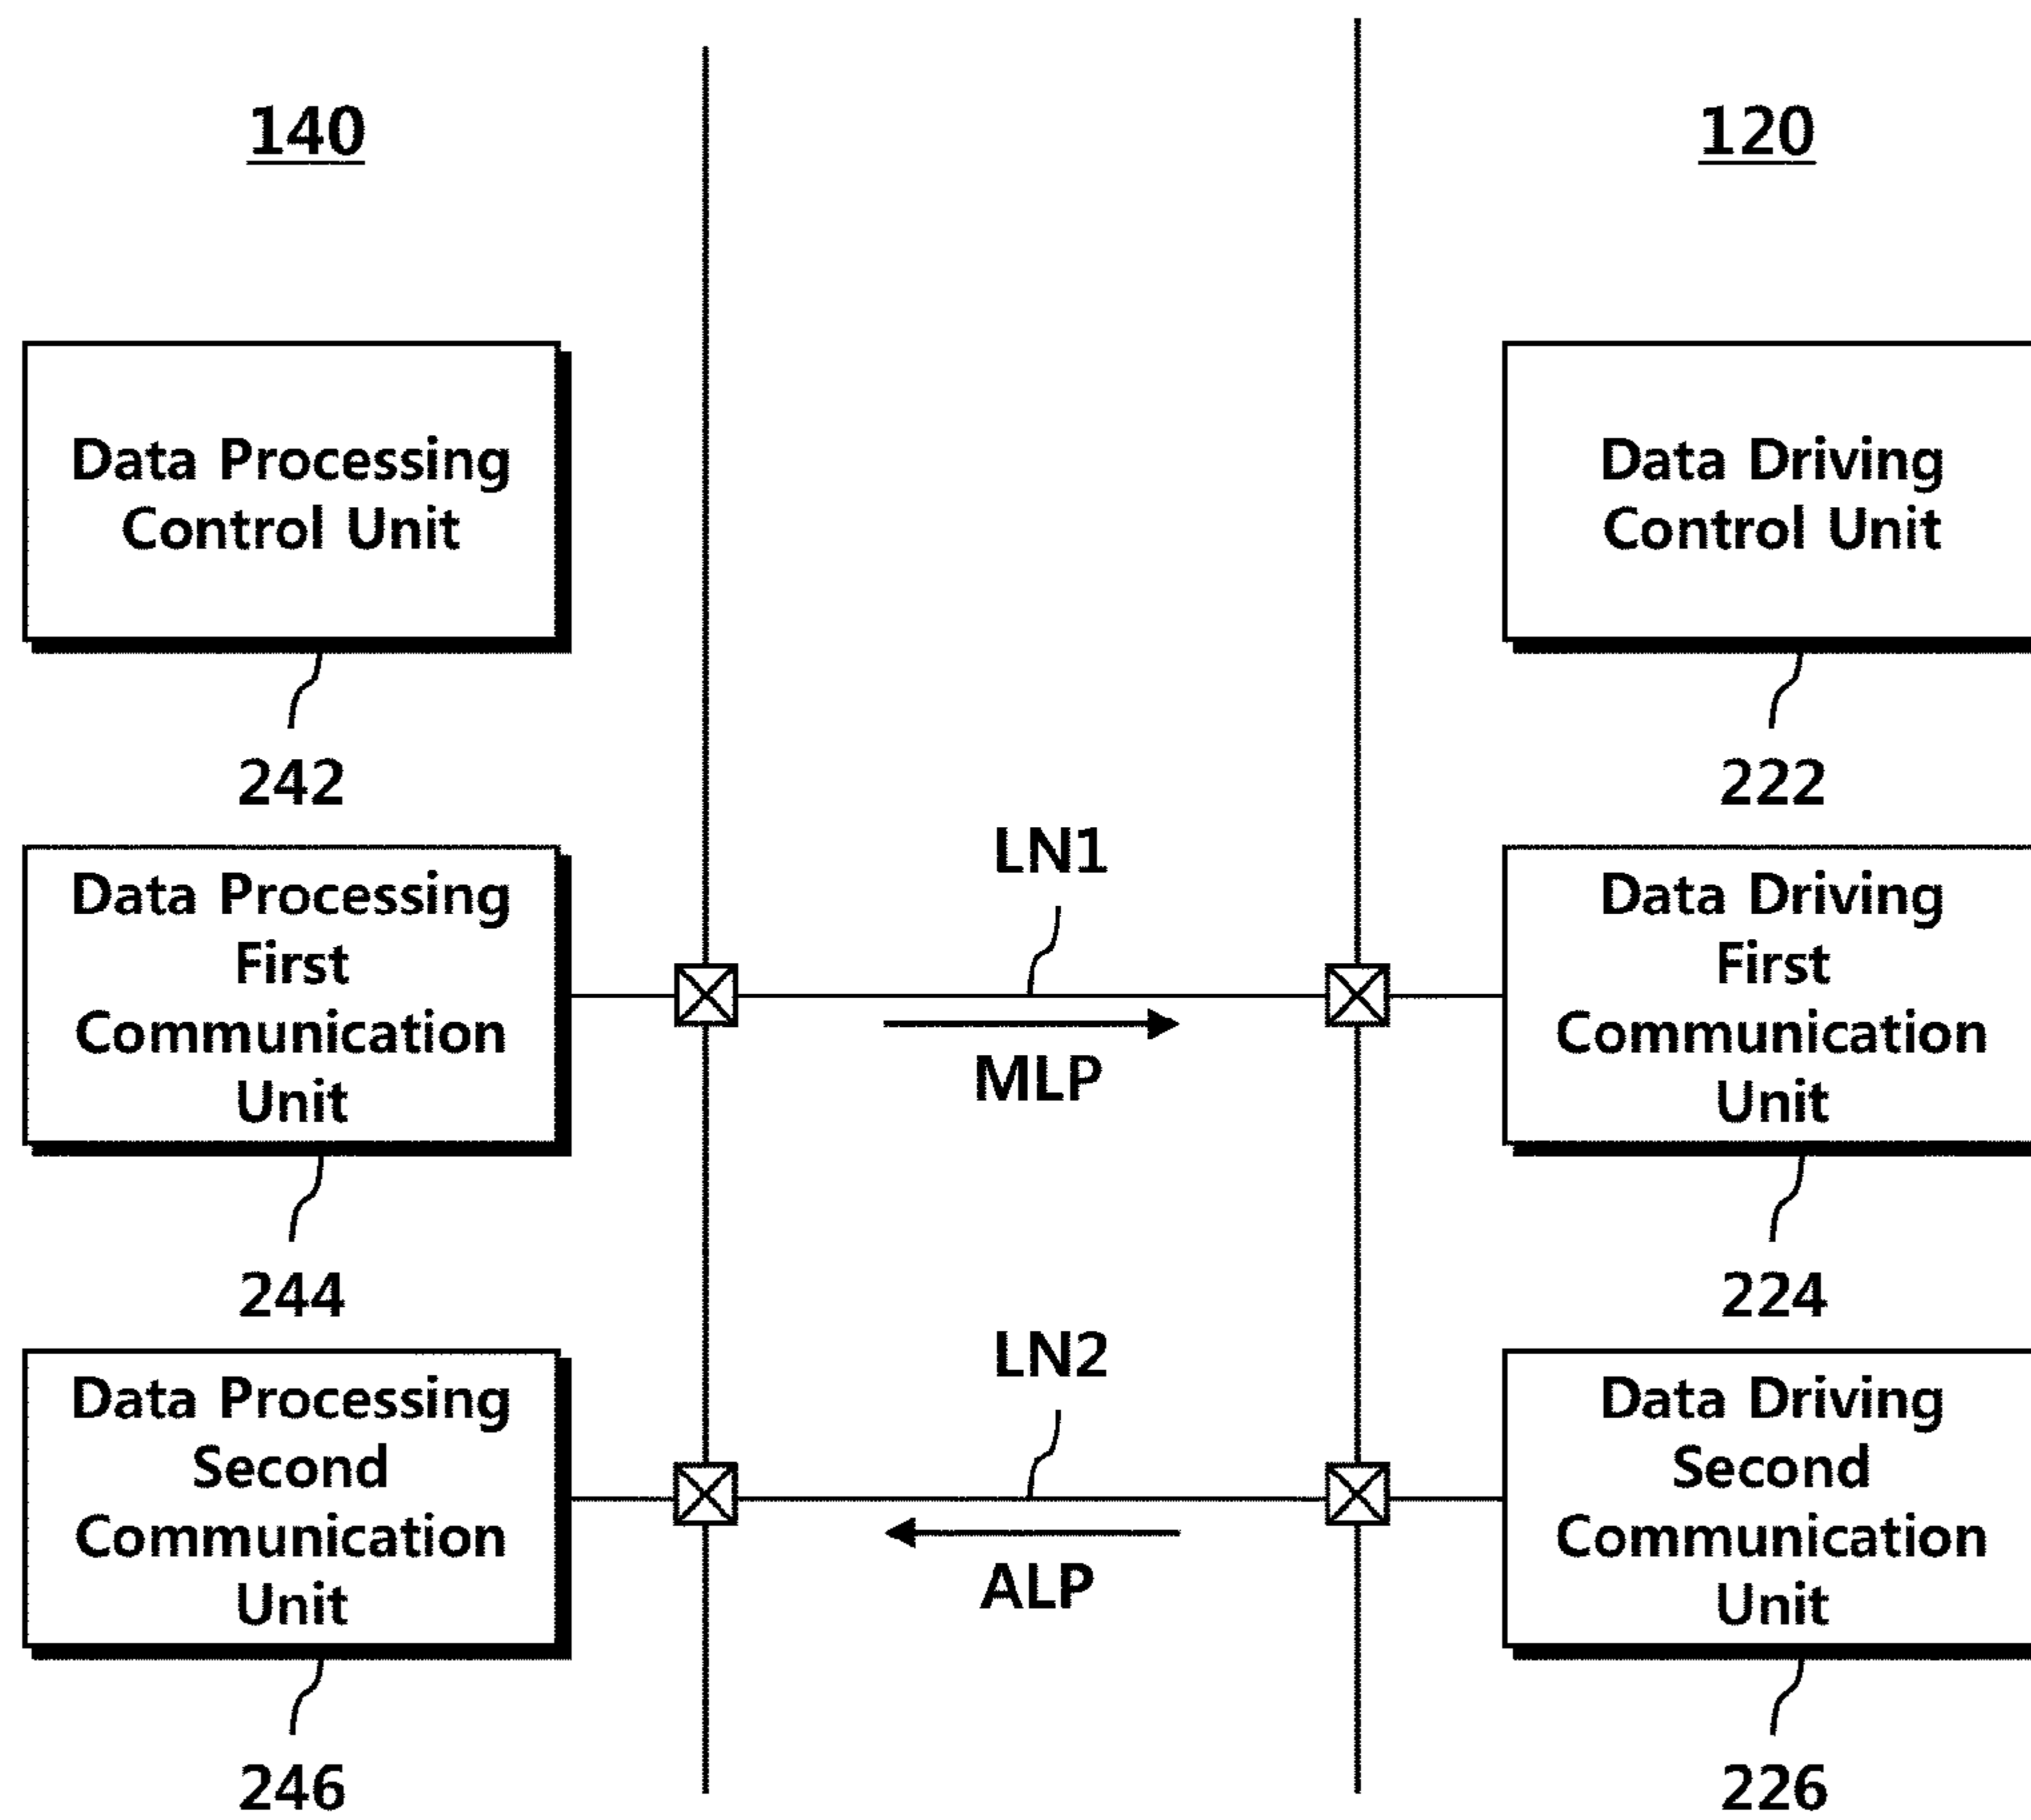 140
120
Data Processing
Control Unit
Data Driving
Control Unit
242
222
LN1
Data Processing
First
Communication
Unit
Data Driving
First
Communication
Unit
MLP
244
224
LN2
Data Processing
Second
Communication
Unit
Data Driving
Second
Communication
Unit
ALP
246
226